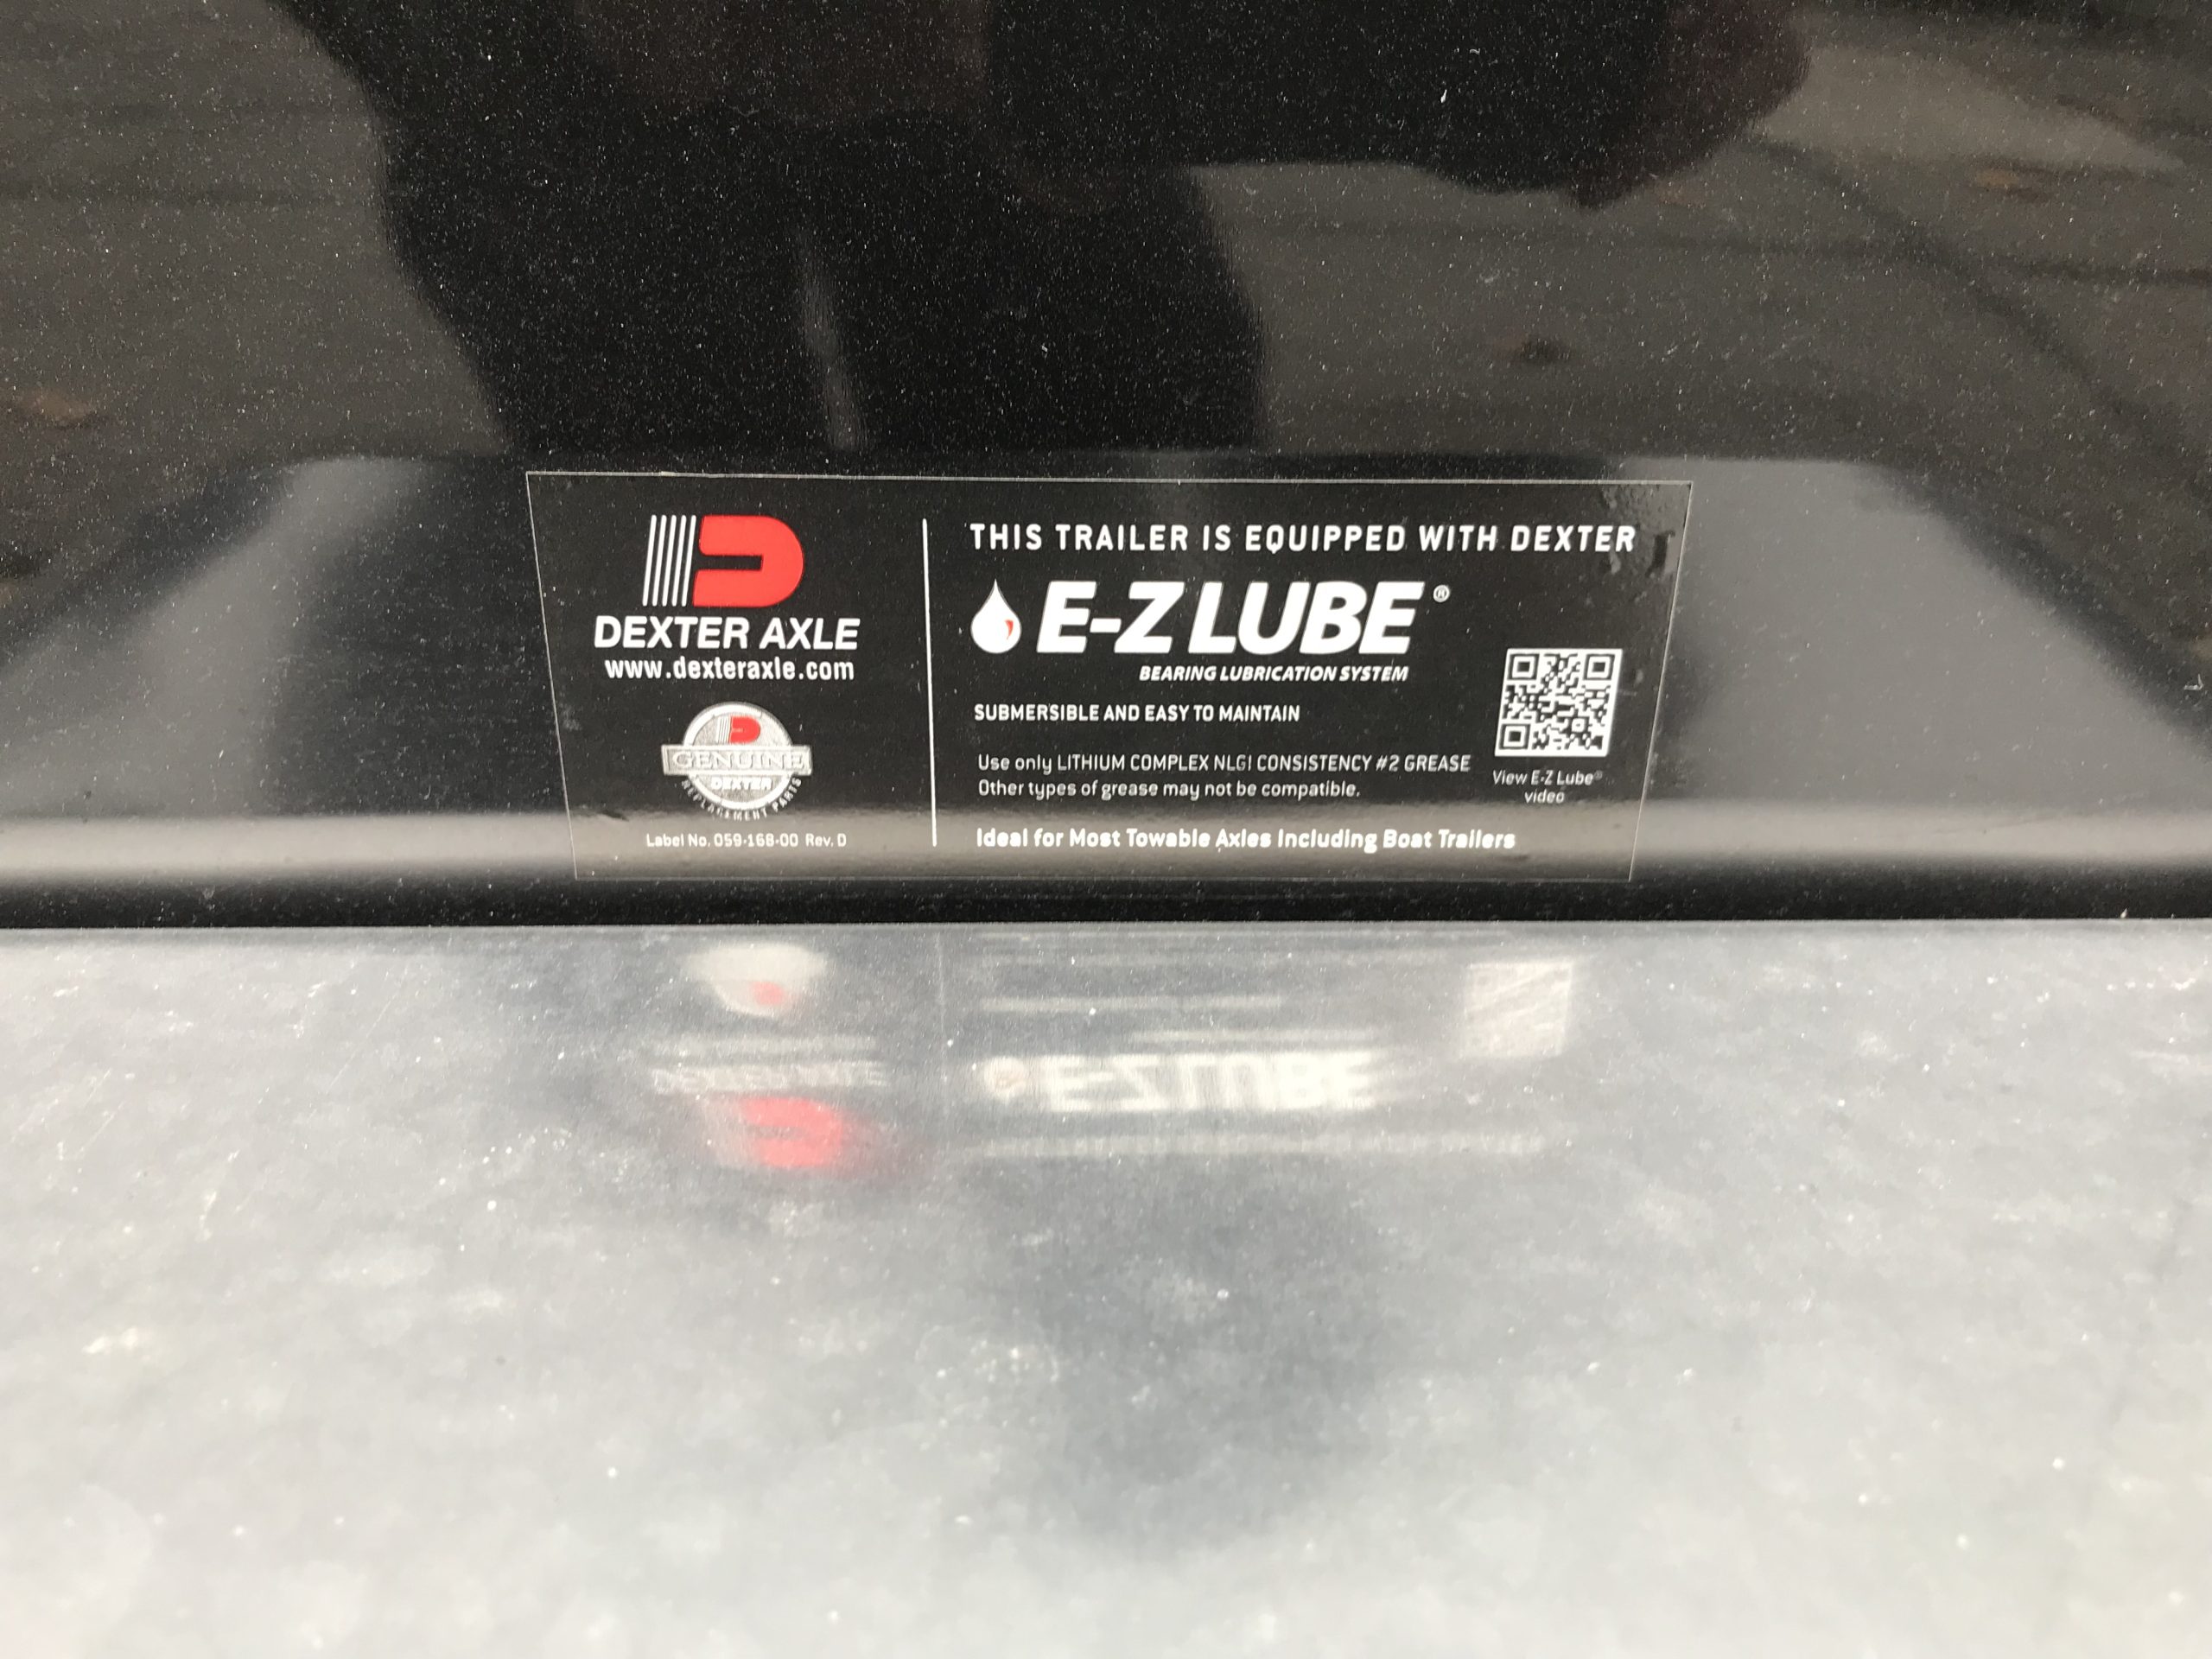 DEXTER AXLE
www.dexteraxle.com
GENUINE
DEXTER
REPLACEMENT PARTS
Label No. 059-168-00 Rev. D
THIS TRAILER IS EQUIPPED WITH DEXTER
E-Z LUBE®
BEARING LUBRICATION SYSTEM
SUBMERSIBLE AND EASY TO MAINTAIN
Use only LITHIUM COMPLEX NLGI CONSISTENCY #2 GREASE
Other types of grease may not be compatible.
Ideal for Most Towable Axles Including Boat Trailers
View E-Z Lube®
video